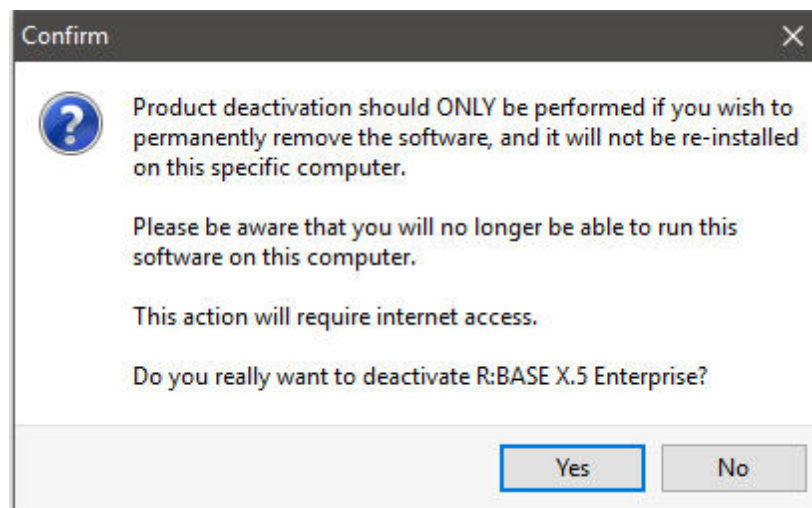 Confirm
Product deactivation should ONLY be performed if you wish to
permanently remove the software, and it will not be re-installed
on this specific computer.
Please be aware that you will no longer be able to run this
software on this computer.
This action will require internet access.
Do you really want to deactivate R:BASE X.5 Enterprise?
Yes
No